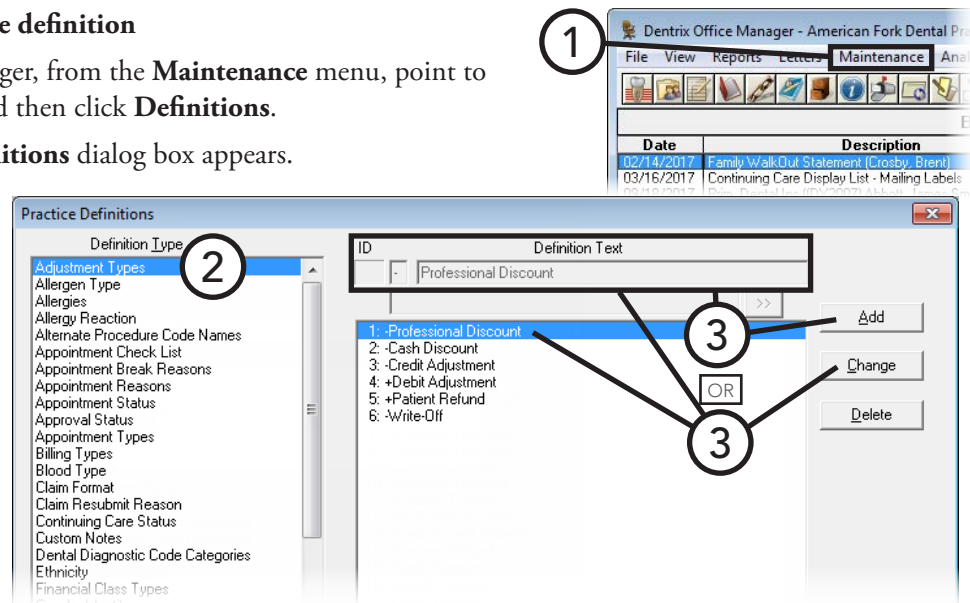 e definition
ger, from the Maintenance menu, point to
d then click Definitions.
nitions dialog box appears.
1
Dentrix Office Manager - American Fork Dental Pra
File View Reports Letters Maintenance Anal
Date Description
02/14/2017 Family WalkOut Statement (Crosby, Brent)
03/16/2017 Continuing Care Display List - Mailing Labels
Practice Definitions
Definition Type
2
Adjustment Types
Allergen Type
Allergies
Allergy Reaction
Alternate Procedure Code Names
Appointment Check List
Appointment Break Reasons
Appointment Reasons
Appointment Status
Approval Status
Appointment Types
Billing Types
Blood Type
Claim Format
Claim Resubmit Reason
Continuing Care Status
Custom Notes
Dental Diagnostic Code Categories
Ethnicity
Financial Class Types
ID Definition Text
- Professional Discount
>>
1: -Professional Discount
2: -Cash Discount
3: -Credit Adjustment
4: +Debit Adjustment
5: +Patient Refund
6: -Write-Off
3
OR
3
Add
Change
Delete